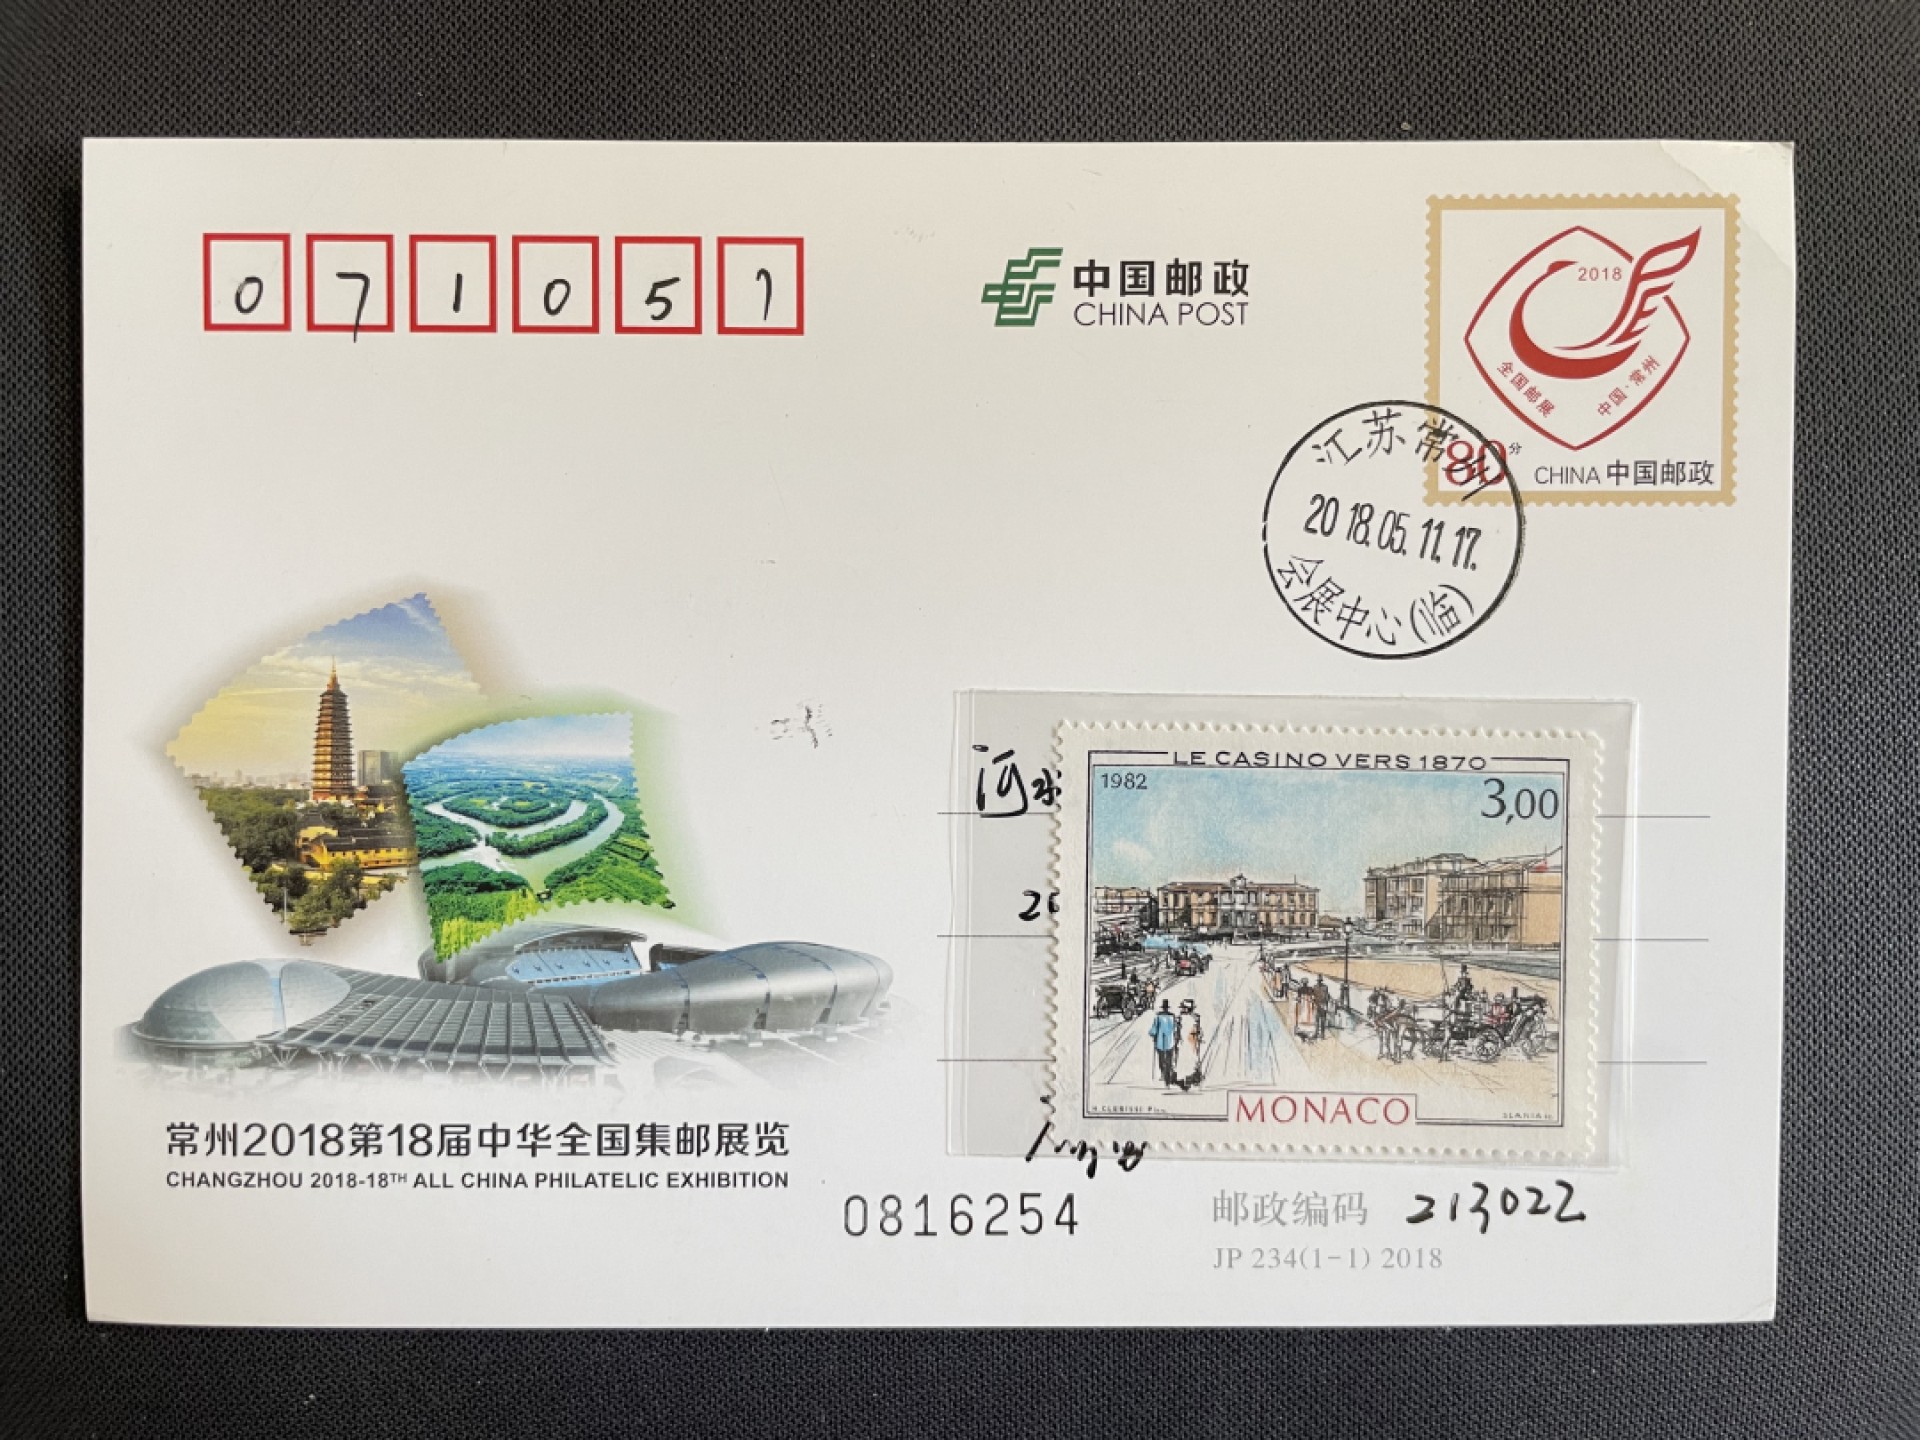 071051
中国邮政
CHINA POST
2018
全国邮展
中国·常州
80分
CHINA 中国邮政
江苏常州
2018.05.11.17.
会展中心(临)
LE CASINO VERS 1870
1982
3,00
H. CLERISSI Pinx.
SLANIA sc.
MONACO
常州2018第18届中华全国集邮展览
CHANGZHOU 2018-18TH ALL CHINA PHILATELIC EXHIBITION
0816254
邮政编码 213022
JP 234(1-1) 2018